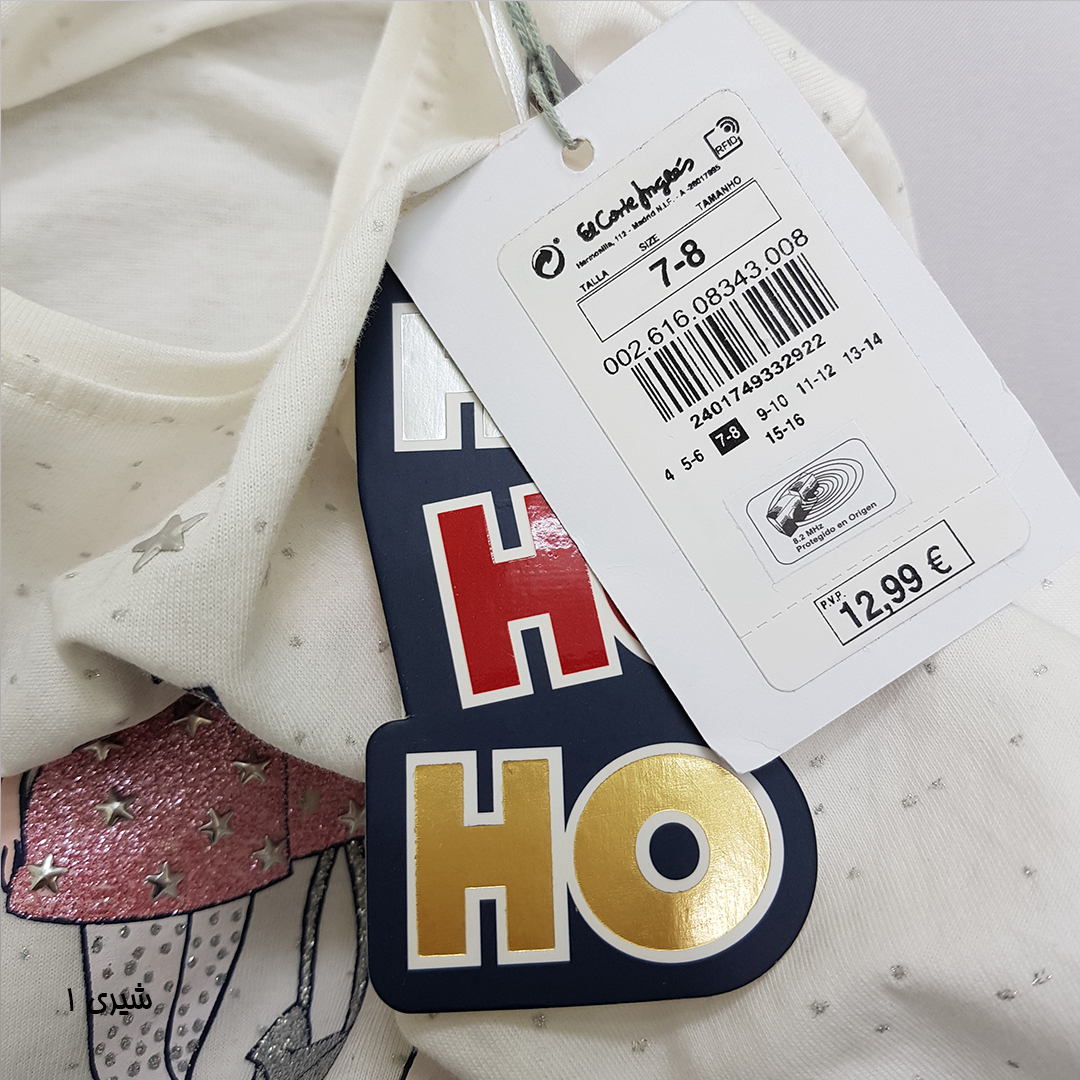 RFID
El Corte Inglés
Hermosilla, 112 - Madrid N.I.F. - A -28017895
TALLA SIZE TAMANHO
7-8
002.616.08343.008
2401749332922
4 5-6 7-8 9-10 11-12 13-14
15-16
8.2 MHz
Protegido en Origen
P.V.P.
12,99 €
H
HO
HO
شیری ۱